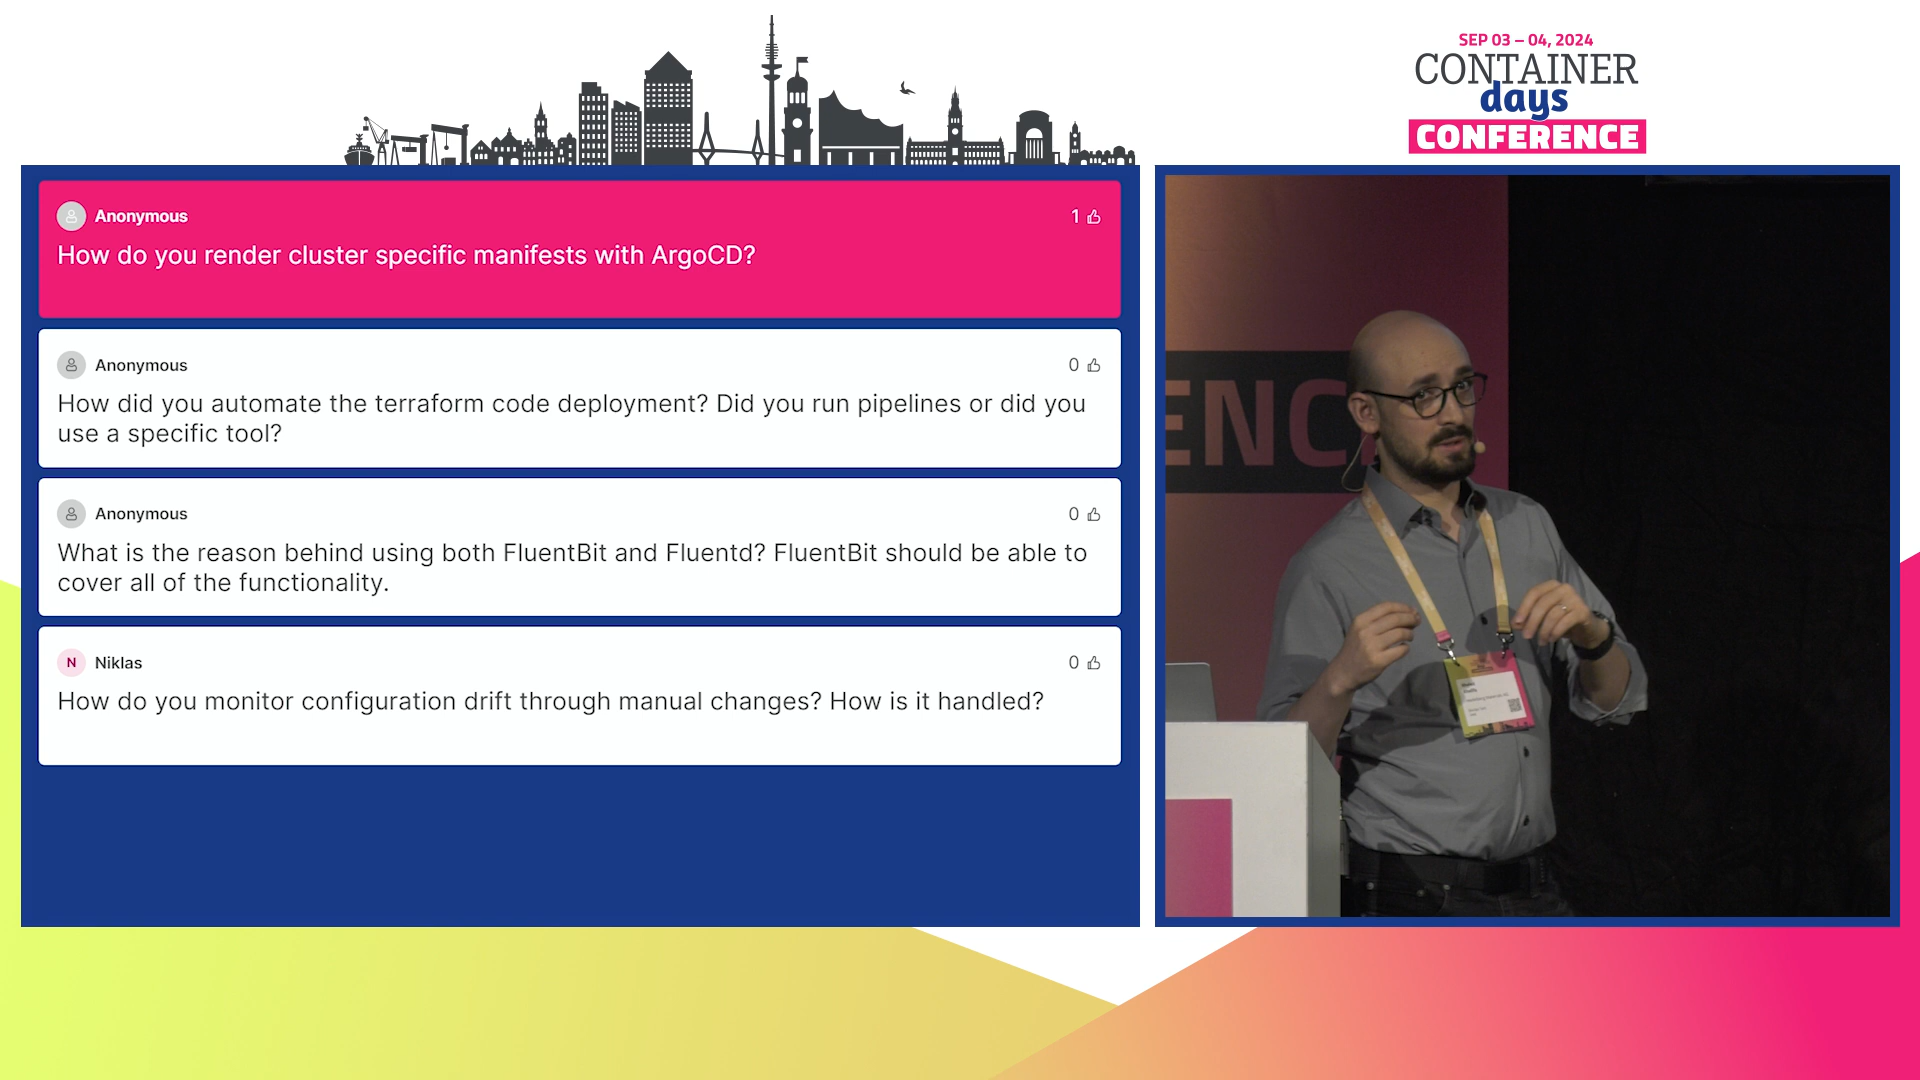 SEP 03 – 04, 2024
CONTAINER
days
CONFERENCE
Anonymous
1
How do you render cluster specific manifests with ArgoCD?
Anonymous
0
How did you automate the terraform code deployment? Did you run pipelines or did you
use a specific tool?
Anonymous
0
What is the reason behind using both FluentBit and Fluentd? FluentBit should be able to
cover all of the functionality.
N Niklas
0
How do you monitor configuration drift through manual changes? How is it handled?
ENC